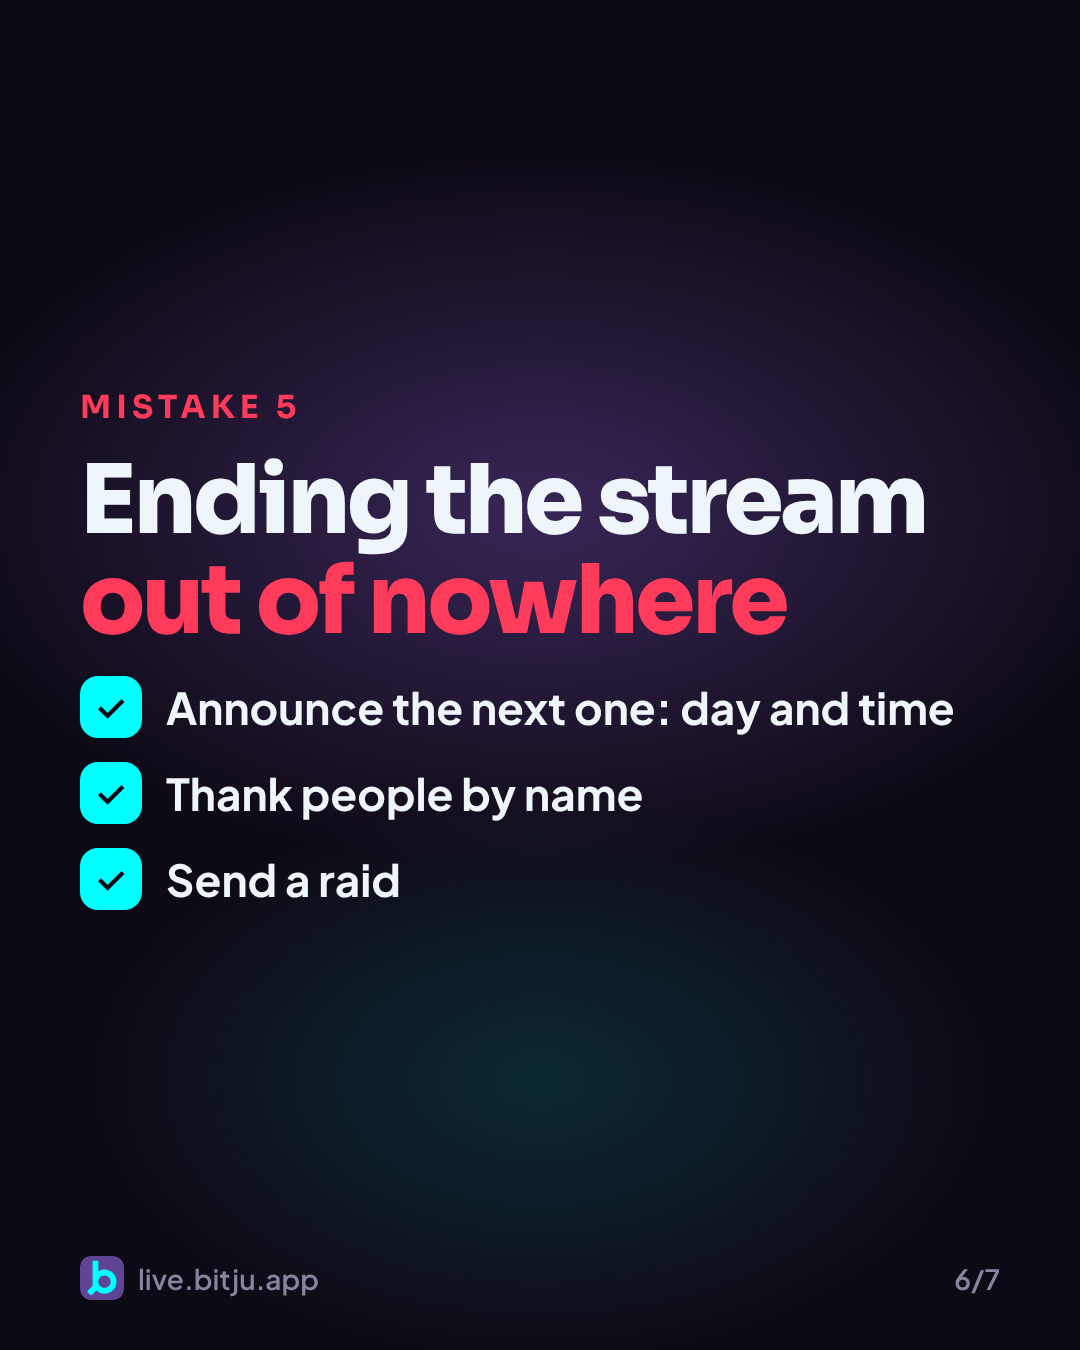 MISTAKE 5
Ending the stream
out of nowhere
Announce the next one: day and time
Thank people by name
Send a raid
live.bitju.app
6/7